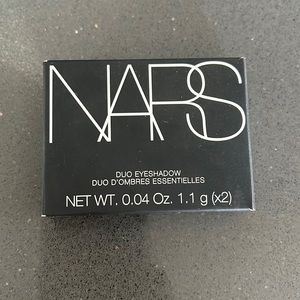 NARS
DUO EYESHADOW
DUO D'OMBRES ESSENTIELLES
NET WT. 0.04 Oz. 1.1 g (x2)